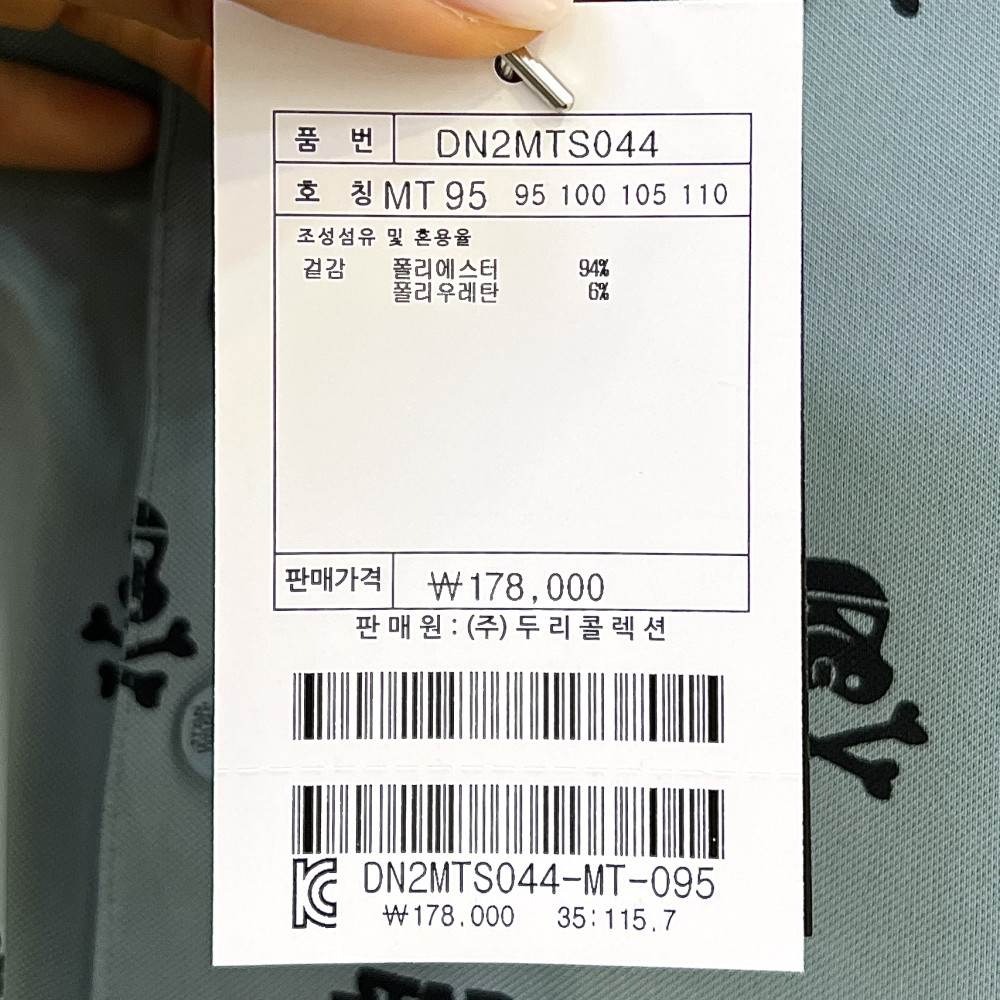 품 번 DN2MTS044
호 칭 MT 95 95 100 105 110
조성섬유 및 혼용율
겉감 폴리에스터 94%
폴리우레탄 6%
판매가격 ₩178,000
판매원:(주)두리콜렉션
DN2MTS044-MT-095
₩178.000 35:115.7